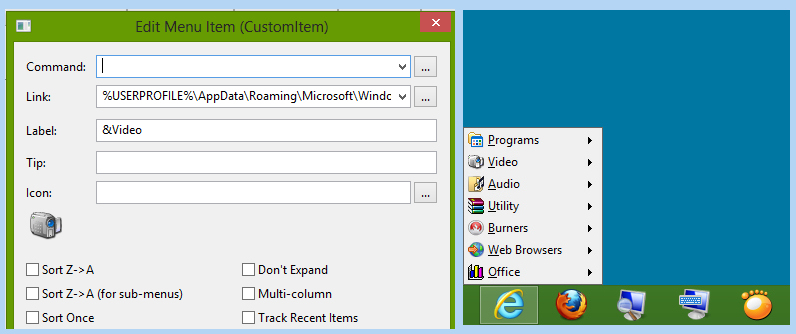 Edit Menu Item (CustomItem)
Command:
...
Link:
%USERPROFILE%\AppData\Roaming\Microsoft\Windc
...
Label:
&Video
Tip:
Icon:
...
Sort Z->A
Don't Expand
Sort Z->A (for sub-menus)
Multi-column
Sort Once
Track Recent Items
Programs
Video
Audio
Utility
Burners
Web Browsers
Office